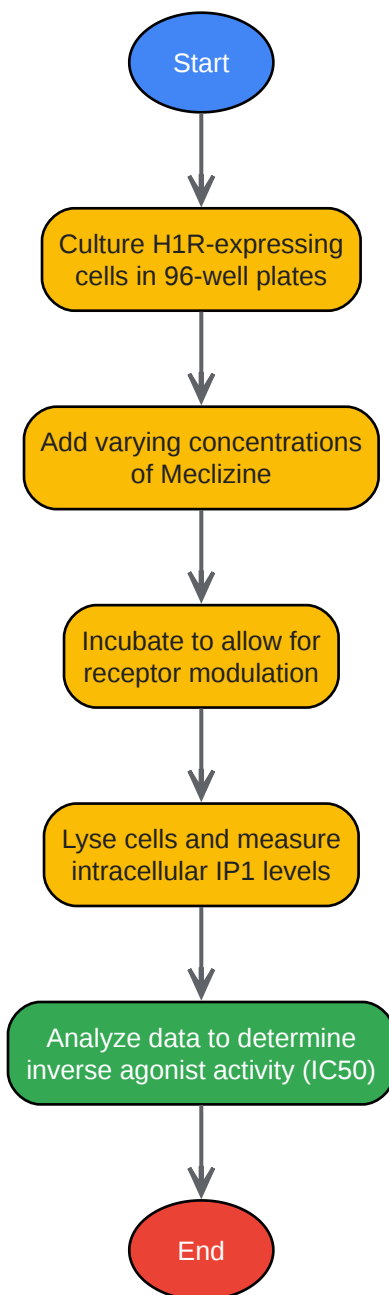 Start
Culture H1R-expressing
cells in 96-well plates
Add varying concentrations
of Meclizine
Incubate to allow for
receptor modulation
Lyse cells and measure
intracellular IP1 levels
Analyze data to determine
inverse agonist activity (IC50)
End